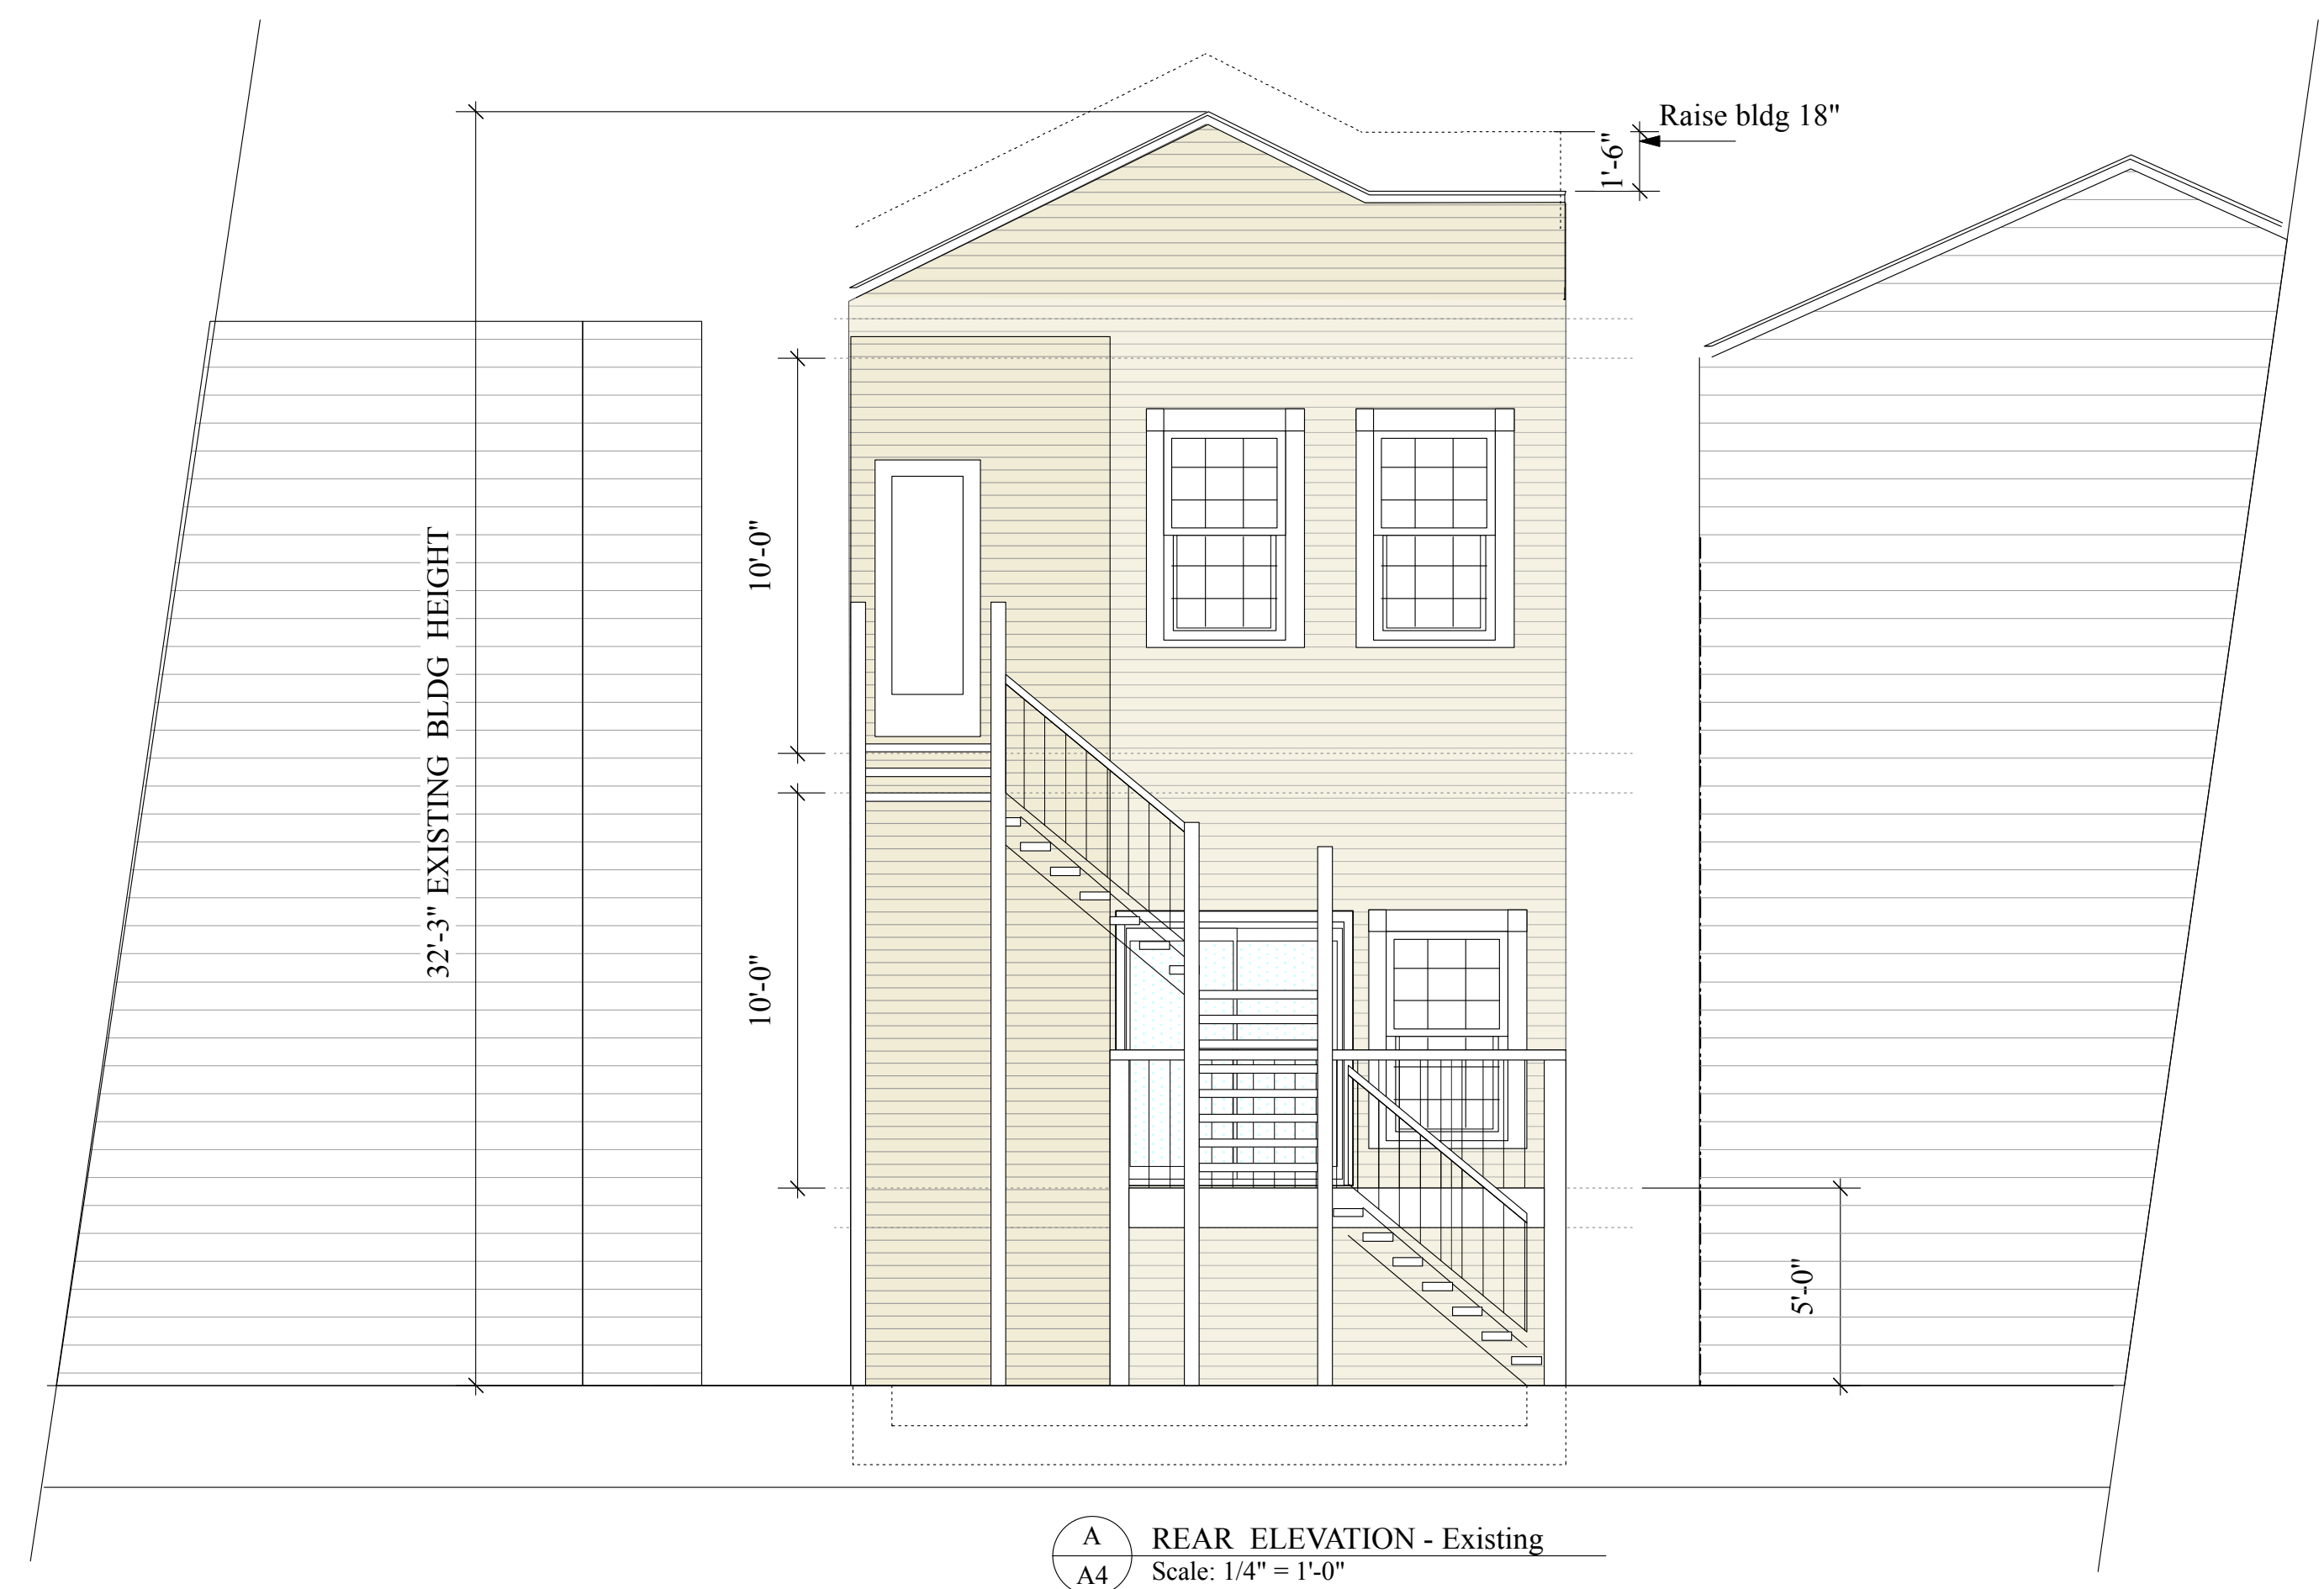 Raise bldg 18"
1'-6"
32'-3" EXISTING BLDG HEIGHT
10'-0"
10'-0"
5'-0"
A
A4
REAR ELEVATION - Existing
Scale: 1/4" = 1'-0"